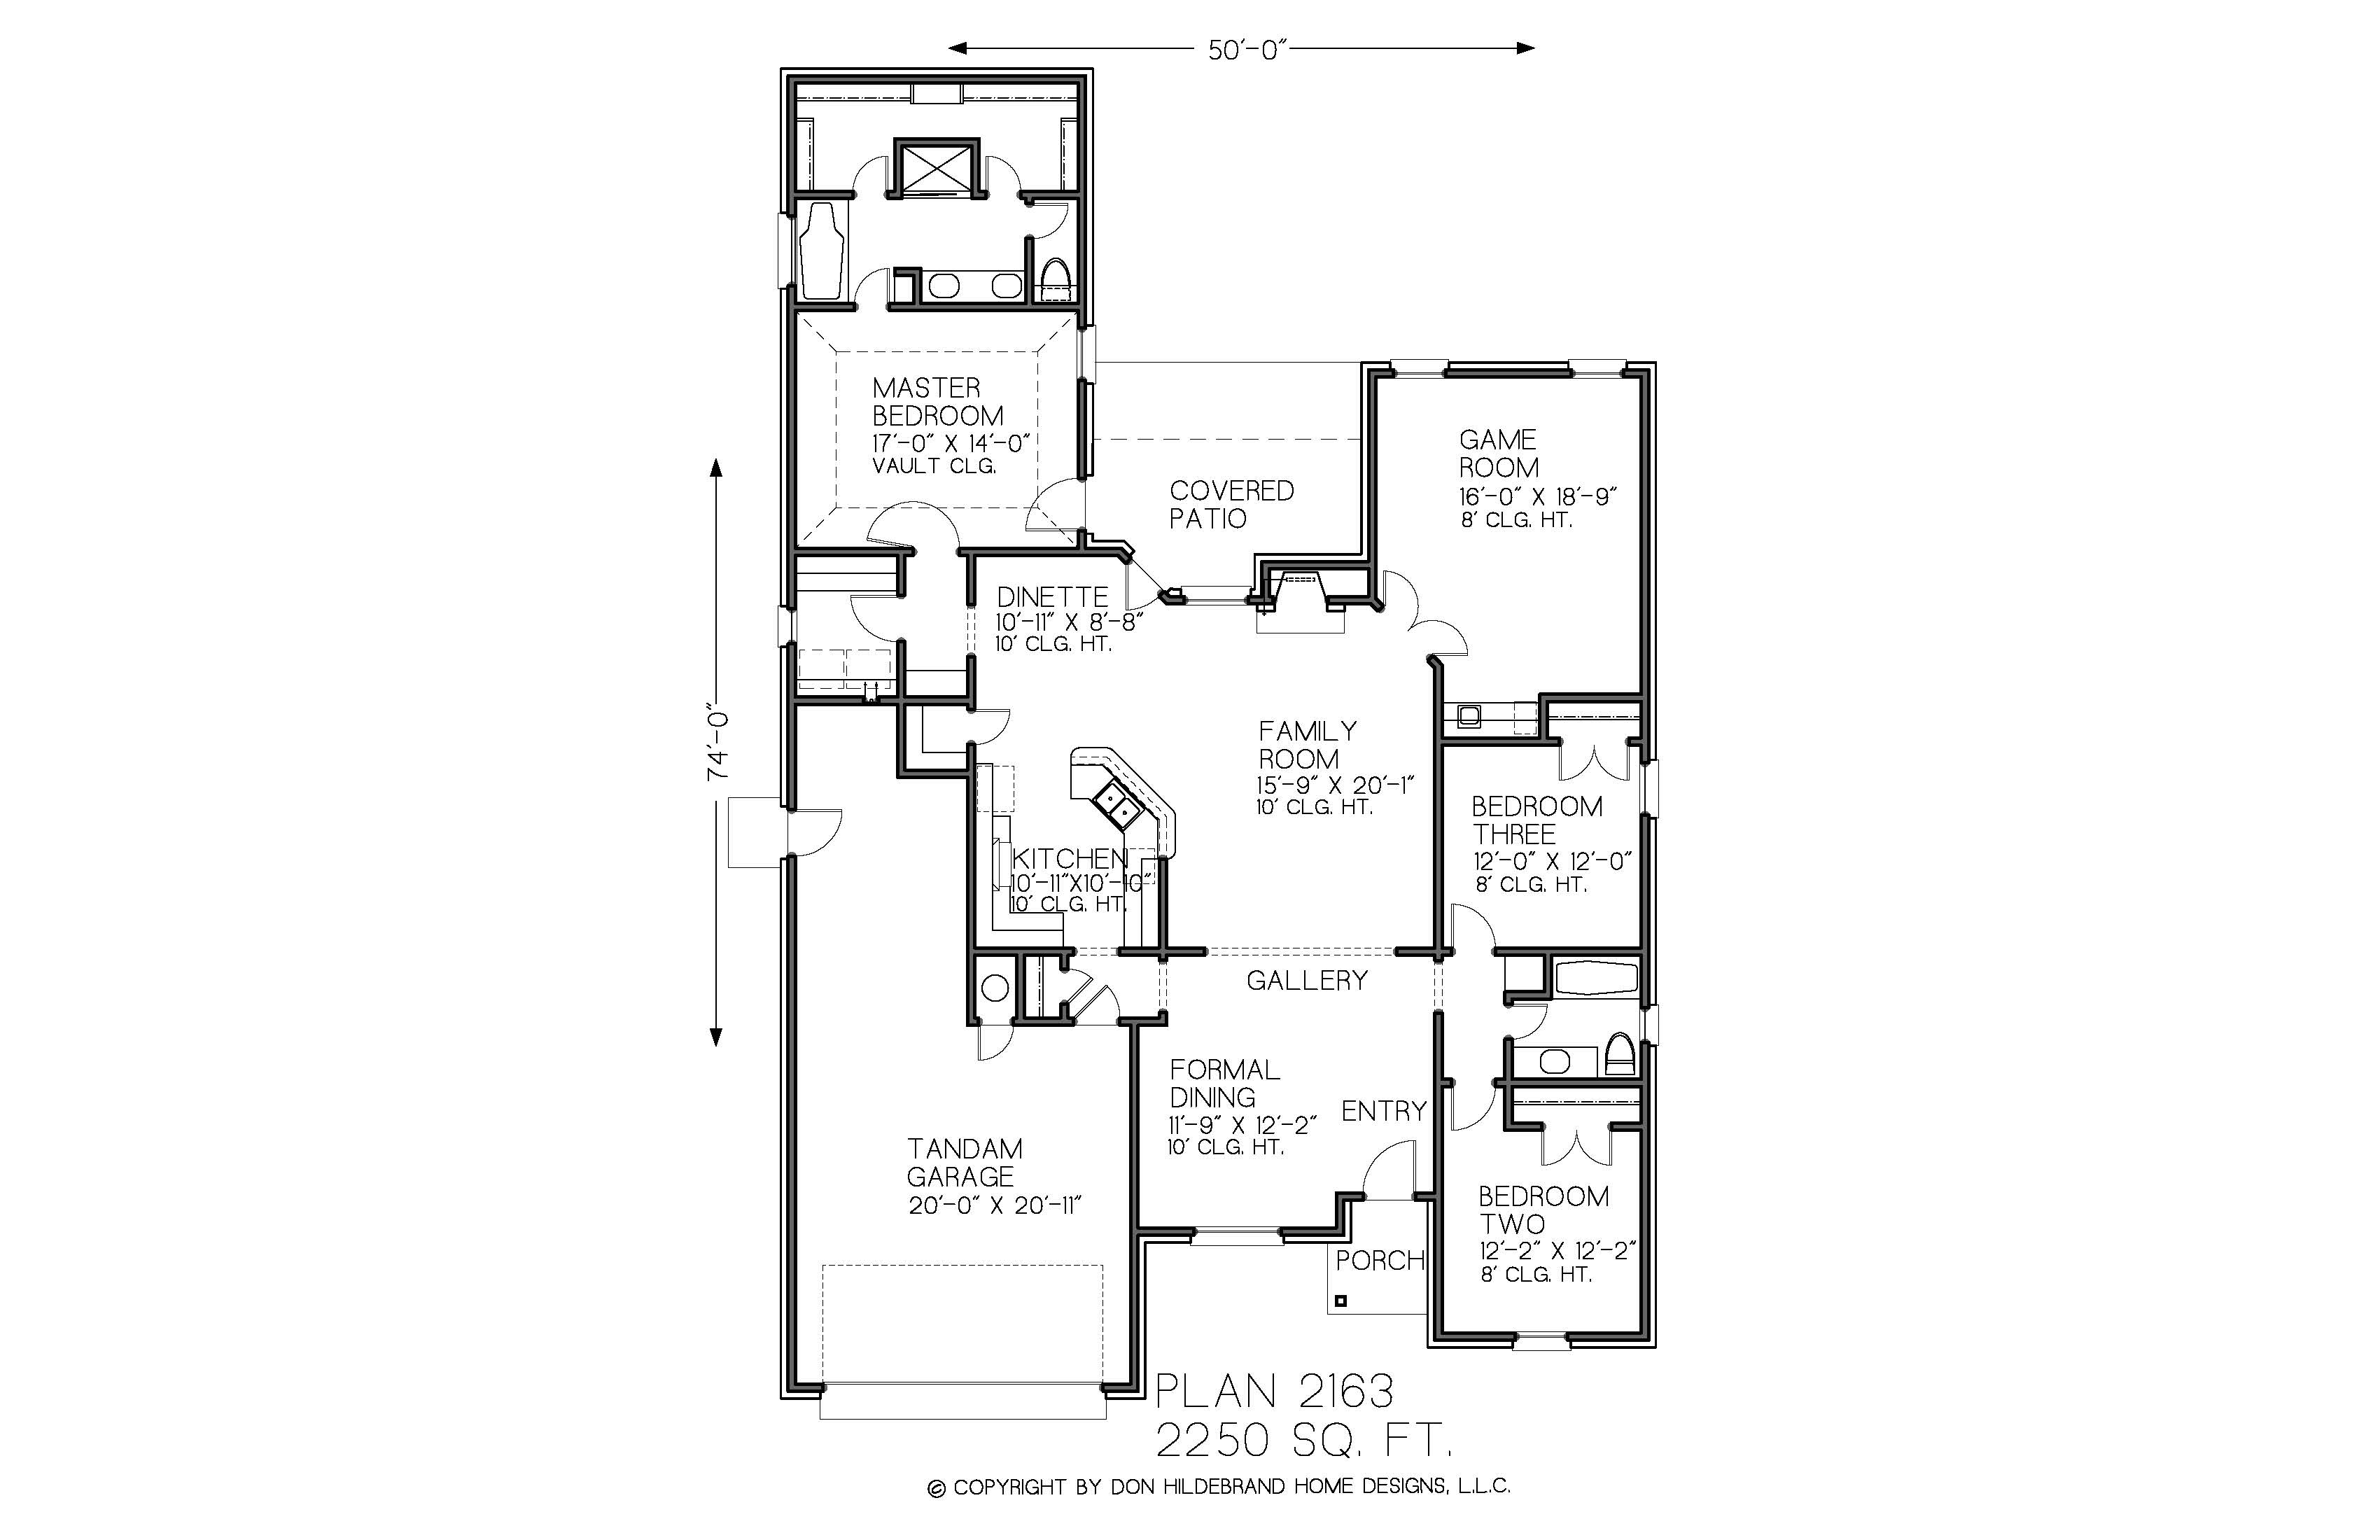 50'-0"
MASTER
BEDROOM
17'-0" X 14'-0"
VAULT CLG.
GAME
ROOM
16'-0" X 18'-9"
8' CLG. HT.
COVERED
PATIO
DINETTE
10'-11" X 8'-8"
10' CLG. HT.
74'-0"
FAMILY
ROOM
15'-9" X 20'-1"
10' CLG. HT.
BEDROOM
THREE
12'-0" X 12'-0"
8' CLG. HT.
KITCHEN
10'-11"X10'-10"
10' CLG. HT.
GALLERY
FORMAL
DINING
11'-9" X 12'-2"
10' CLG. HT.
ENTRY
TANDAM
GARAGE
20'-0" X 20'-11"
BEDROOM
TWO
12'-2" X 12'-2"
8' CLG. HT.
PORCH
PLAN 2163
2250 SQ. FT.
© COPYRIGHT BY DON HILDEBRAND HOME DESIGNS, L.L.C.